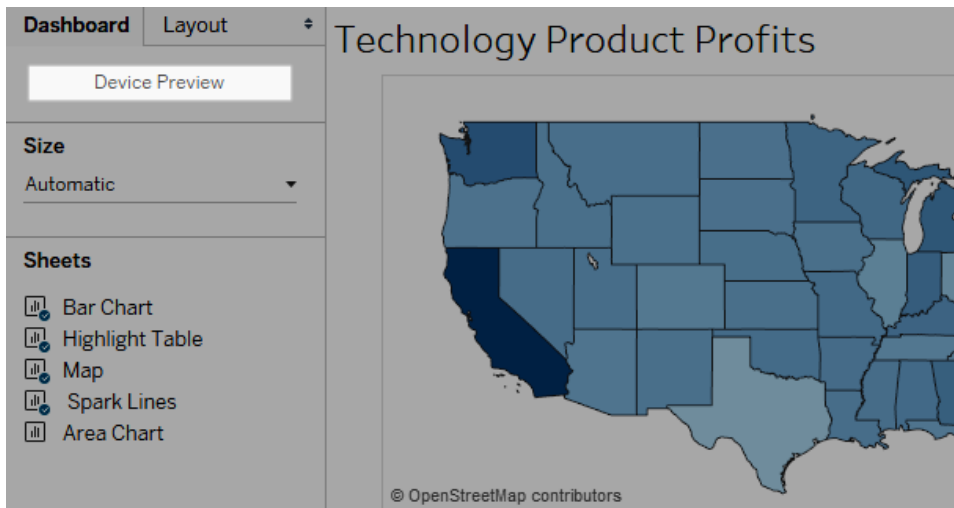 Dashboard
Layout
Technology Product Profits
Device Preview
Size
Automatic
Sheets
Bar Chart
Highlight Table
Map
Spark Lines
Area Chart
© OpenStreetMap contributors